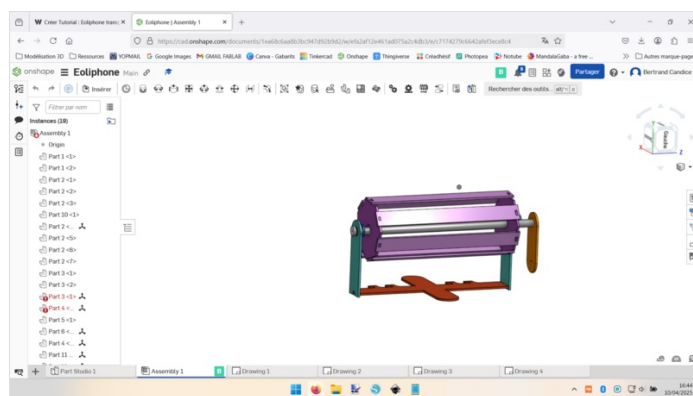 Créer Tutorial : Eoliphone trans
Eoliphone | Assembly 1
https://cad.onshape.com/documents/
Modélisation 3D
Ressources
YOPMAIL
Google Images
GMAIL FABLAB
Canva - Gabarits
Tinkercad
Onshape
Thingiverse
Créadhésif
Photopea
Notube
MandalaGaba - a free ...
Autres marque-pages
onshape
Eoliphone
Main
Partager
Bertrand Candice
Insérer
Rechercher des outils...
Filtrer par nom
Instances (18)
Assembly 1
Origin
Part 1 <1>
Part 1 <2>
Part 2 <1>
Part 2 <2>
Part 2 <3>
Part 10 <1>
Part 2 <...
Part 2 <5>
Part 2 <6>
Part 2 <7>
Part 3 <1>
Part 3 <2>
Part 3 <1>
Part 4 <...
Part 5 <1>
Part 6 <...
Part 4 <...
Part 11 ...
Gauche
Z
X
Part Studio 1
Assembly 1
Drawing 1
Drawing 2
Drawing 3
Drawing 4
16:44
10/04/2025